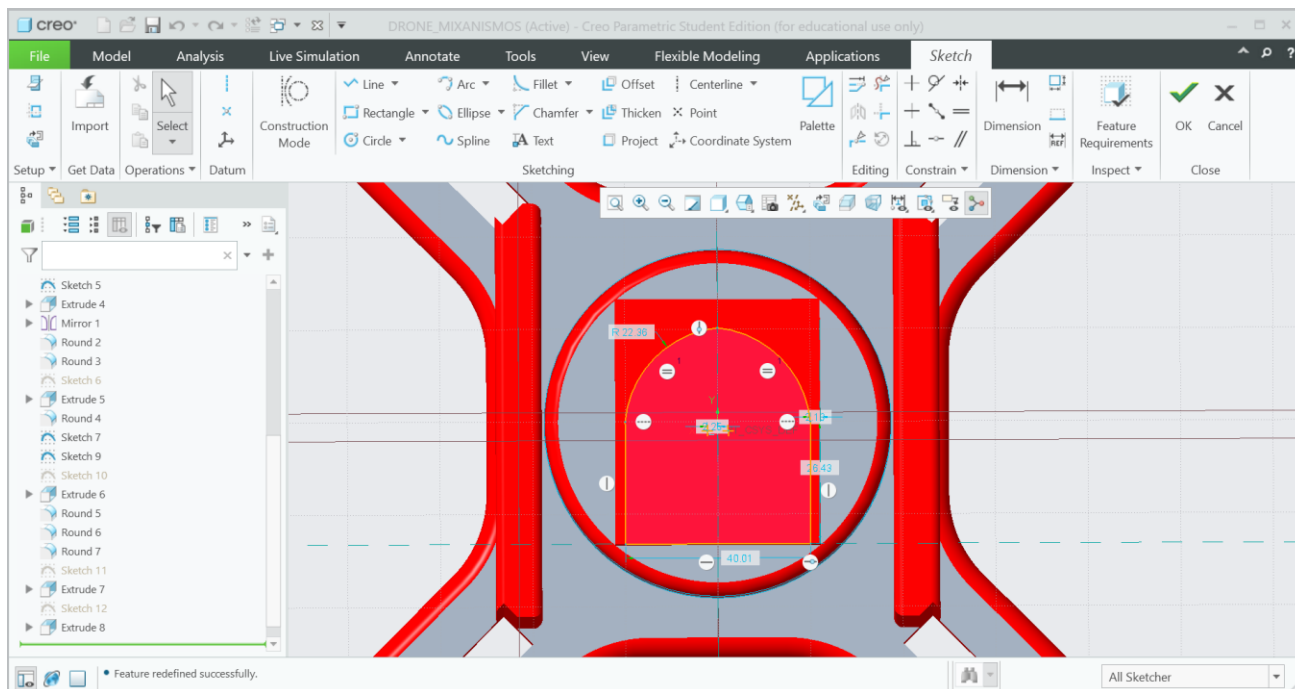 creo DRONE_MIXANISMOS (Active) - Creo Parametric Student Edition (for educational use only)
File Model Analysis Live Simulation Annotate Tools View Flexible Modeling Applications Sketch
Line Arc Fillet Offset Centerline
Import Select Construction Mode Rectangle Ellipse Chamfer Thicken Point Palette Dimension Feature Requirements OK Cancel
Circle Spline Text Project Coordinate System
Setup Get Data Operations Datum Sketching Editing Constrain Dimension Inspect Close
Sketch 5
Extrude 4
Mirror 1
Round 2
Round 3
Sketch 6
Extrude 5
Round 4
Sketch 7
Sketch 9
Sketch 10
Extrude 6
Round 5
Round 6
Round 7
Sketch 11
Extrude 7
Sketch 12
Extrude 8
R 22.36
1
Y
26.43
40.01
Feature redefined successfully.
All Sketcher